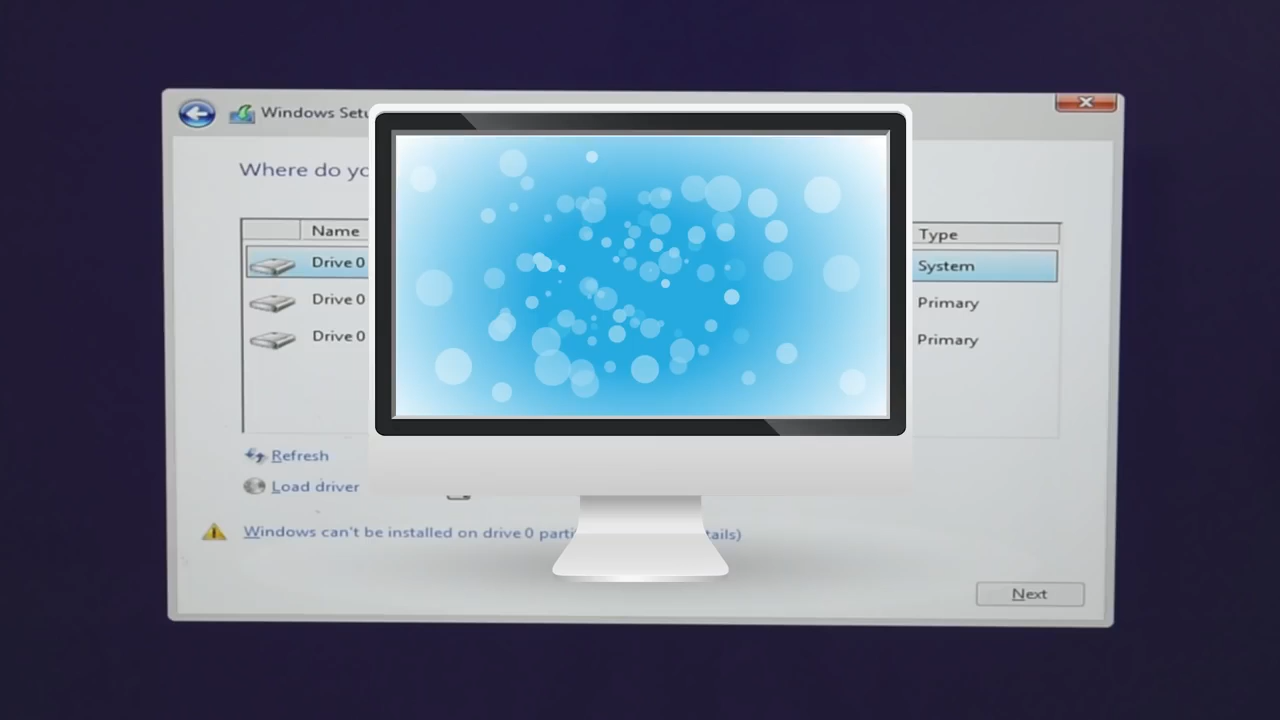 Windows Setu
Where do yo
Name Type
Drive 0 System
Drive 0 Primary
Drive 0 Primary
Refresh
Load driver
Windows can't be installed on drive 0 parti tails)
Next